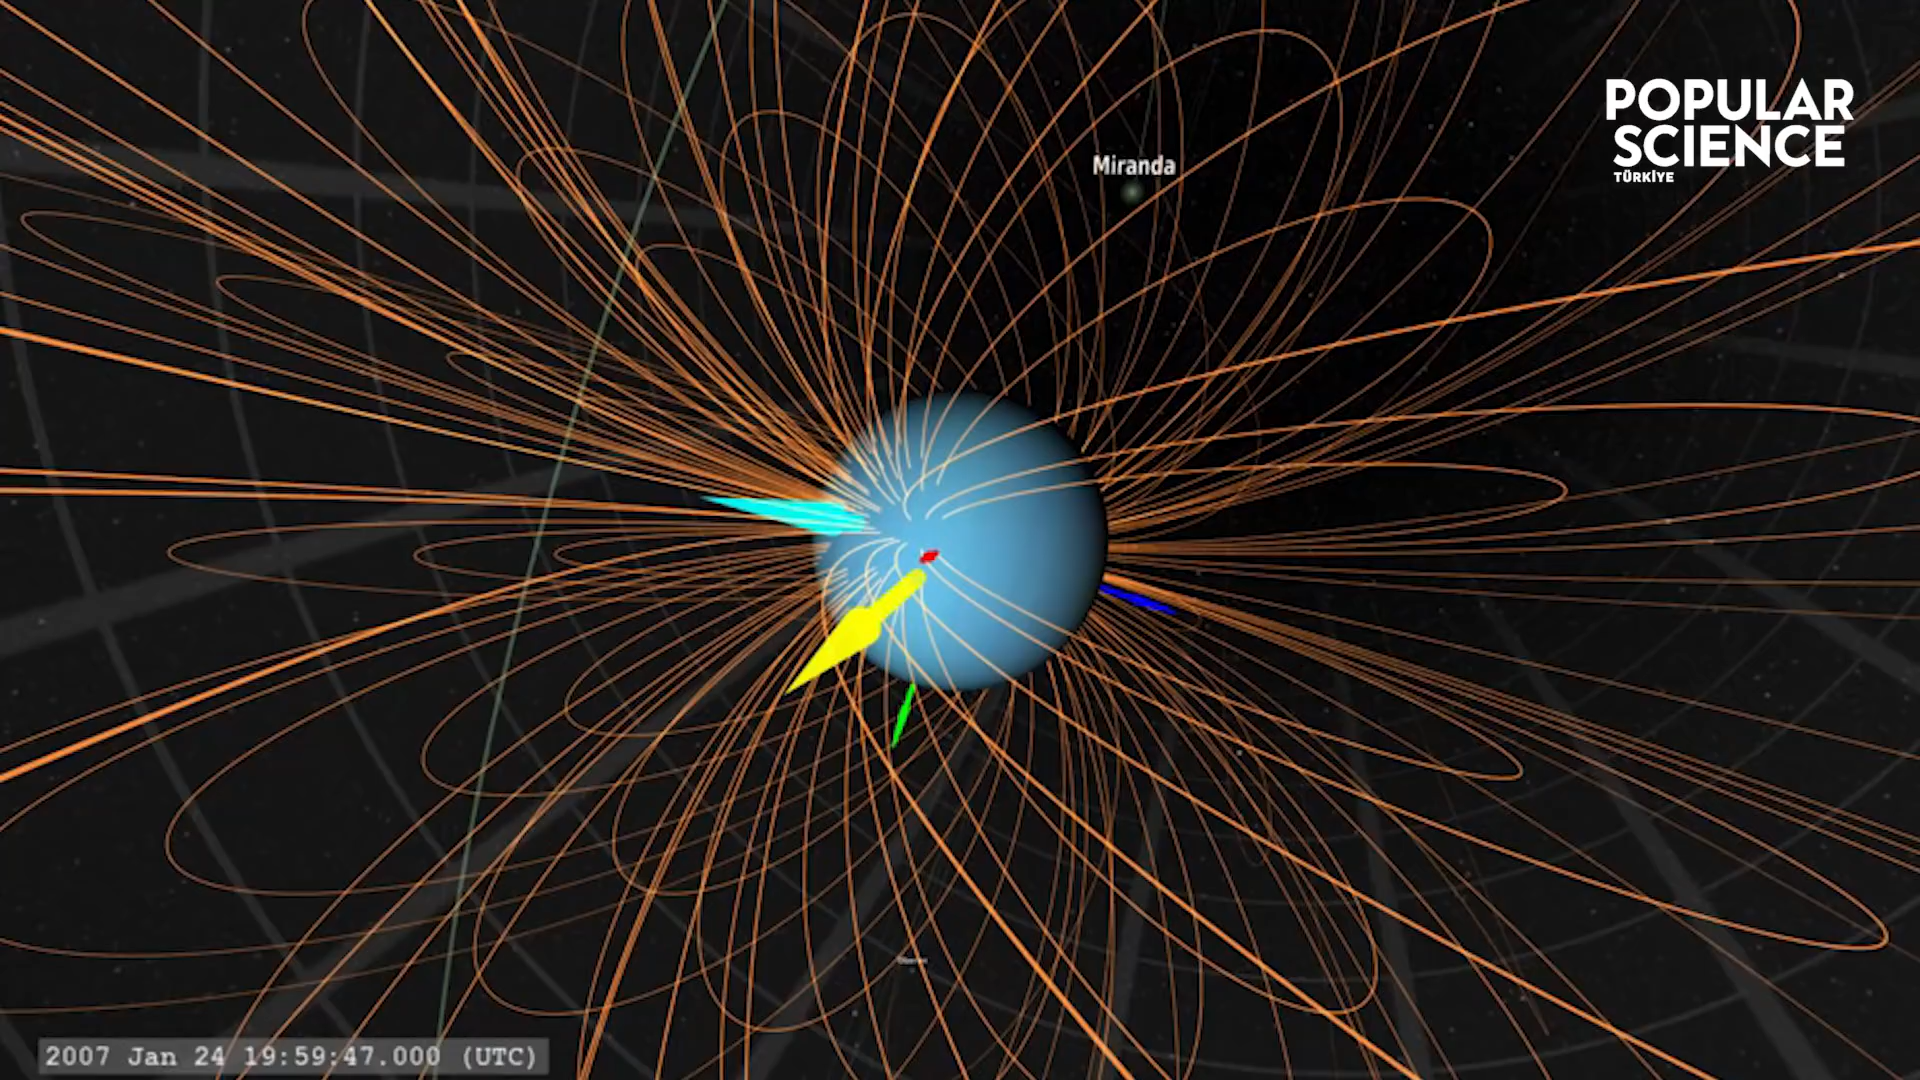 POPULAR
SCIENCE
TÜRKİYE
Miranda
2007 Jan 24 19:59:47.000 (UTC)